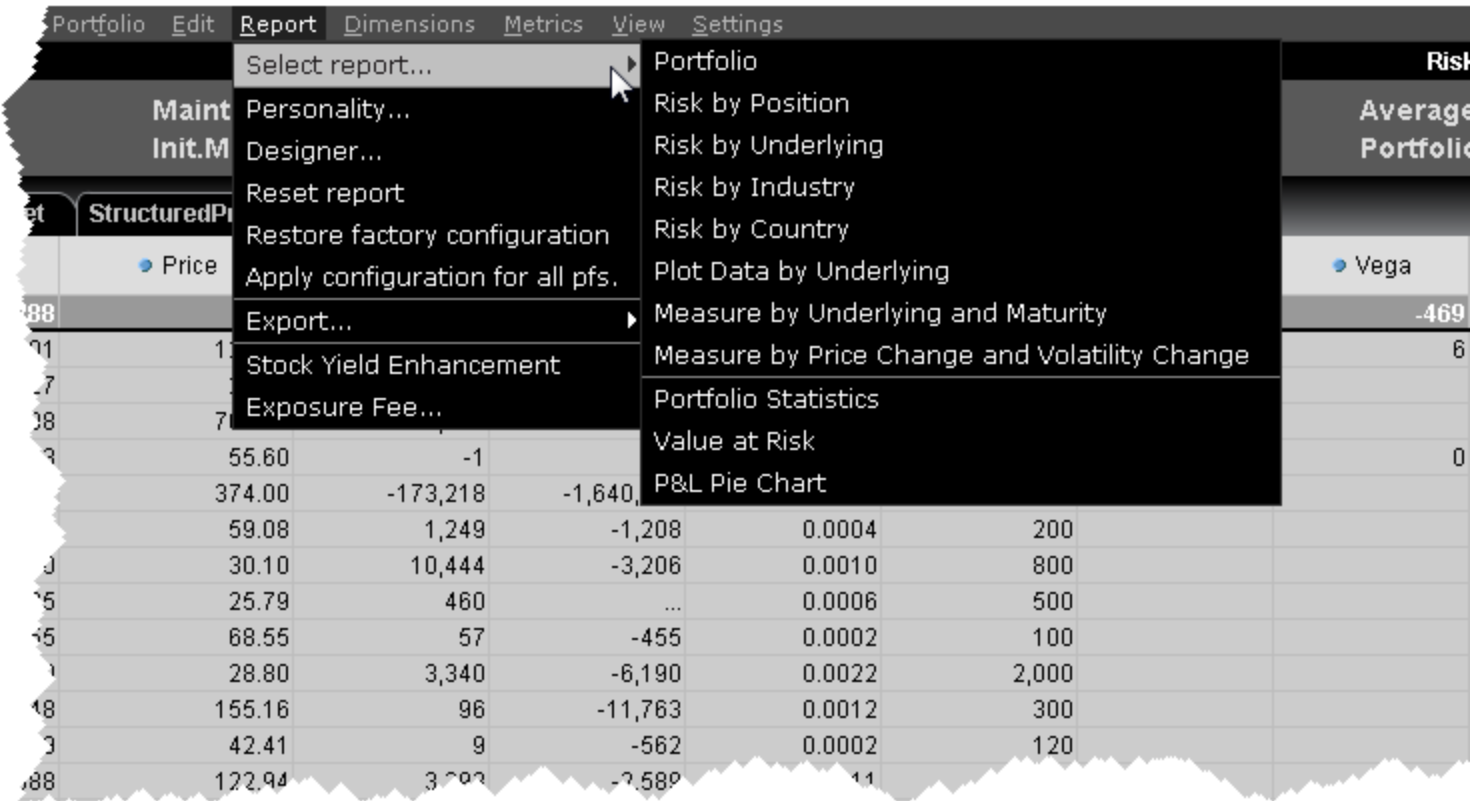 Portfolio Edit Report Dimensions Metrics View Settings
Select report...
Personality...
Designer...
Reset report
Restore factory configuration
Apply configuration for all pfs.
Export...
Stock Yield Enhancement
Exposure Fee...
Portfolio
Risk by Position
Risk by Underlying
Risk by Industry
Risk by Country
Plot Data by Underlying
Measure by Underlying and Maturity
Measure by Price Change and Volatility Change
Portfolio Statistics
Value at Risk
P&L Pie Chart
Risk
Maint Average
Init.M
Price Vega
-469
6
55.60 -1 0
374.00 -173,218
59.08 1,249 -1,208 0.0004 200
30.10 10,444 -3,206 0.0010 800
25.79 460 ... 0.0006 500
68.55 57 -455 0.0002 100
28.80 3,340 -6,190 0.0022 2,000
155.16 96 -11,763 0.0012 300
42.41 9 -562 0.0002 120
122.94